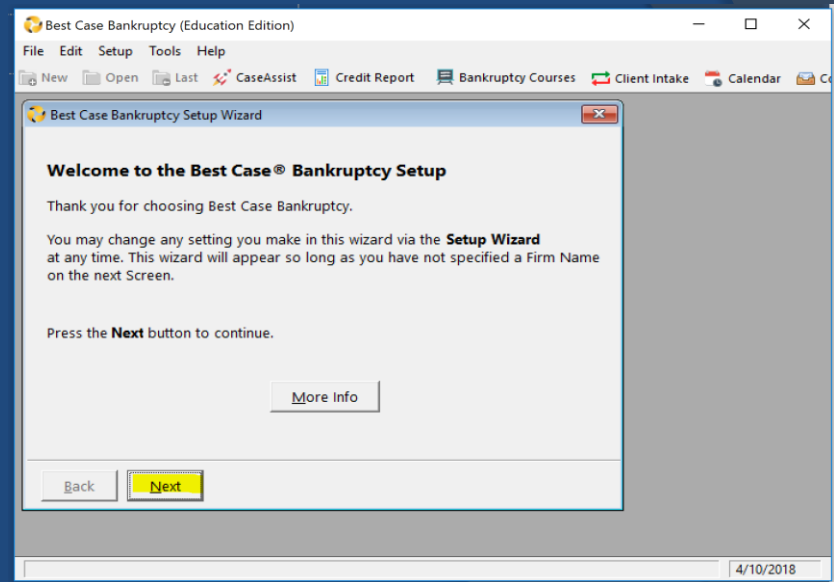 Best Case Bankruptcy (Education Edition)
File Edit Setup Tools Help
New Open Last CaseAssist Credit Report Bankruptcy Courses Client Intake Calendar
Best Case Bankruptcy Setup Wizard
Welcome to the Best Case® Bankruptcy Setup
Thank you for choosing Best Case Bankruptcy.
You may change any setting you make in this wizard via the Setup Wizard
at any time. This wizard will appear so long as you have not specified a Firm Name
on the next Screen.
Press the Next button to continue.
More Info
Back Next
4/10/2018